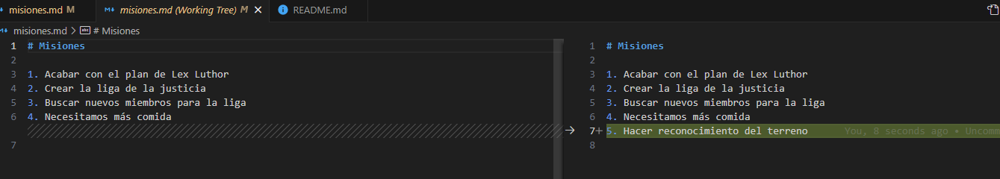 misiones.md M
misiones.md (Working Tree) M
README.md
misiones.md > # Misiones
1 # Misiones
2
3 1. Acabar con el plan de Lex Luthor
4 2. Crear la liga de la justicia
5 3. Buscar nuevos miembros para la liga
6 4. Necesitamos más comida
7
1 # Misiones
2
3 1. Acabar con el plan de Lex Luthor
4 2. Crear la liga de la justicia
5 3. Buscar nuevos miembros para la liga
6 4. Necesitamos más comida
7+ 5. Hacer reconocimiento del terreno You, 8 seconds ago • Uncomm
8